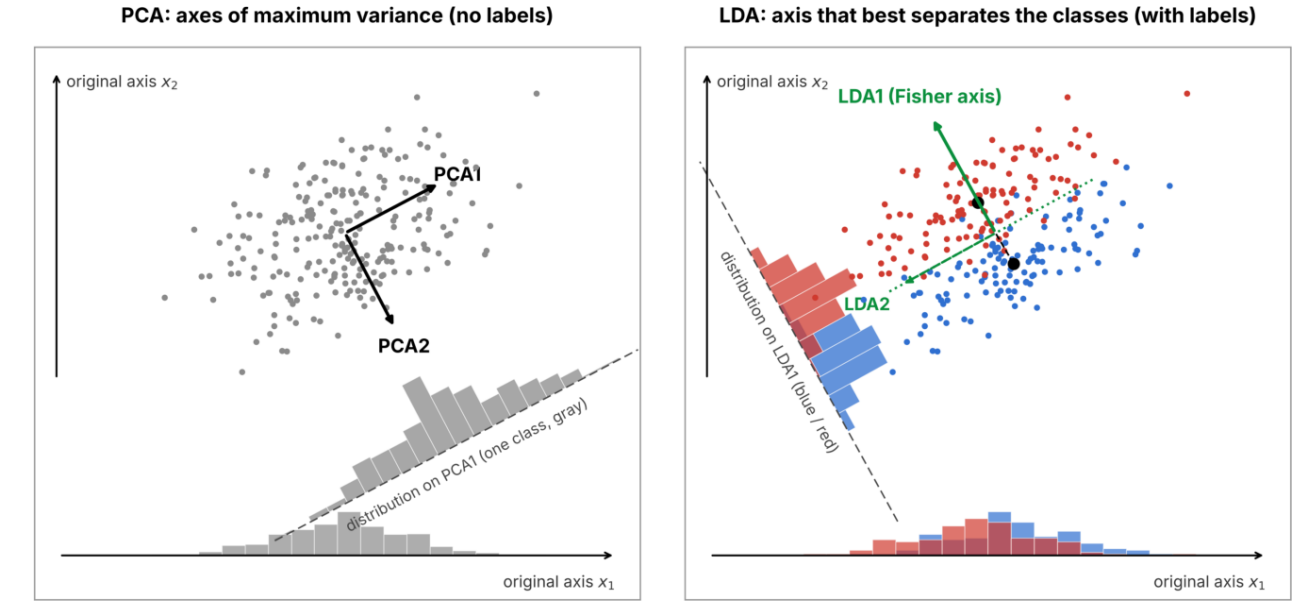 PCA: axes of maximum variance (no labels)
original axis x₂
PCA1
PCA2
distribution on PCA1 (one class, gray)
original axis x₁
LDA: axis that best separates the classes (with labels)
original axis x₂
LDA1 (Fisher axis)
LDA2
distribution on LDA1 (blue / red)
original axis x₁